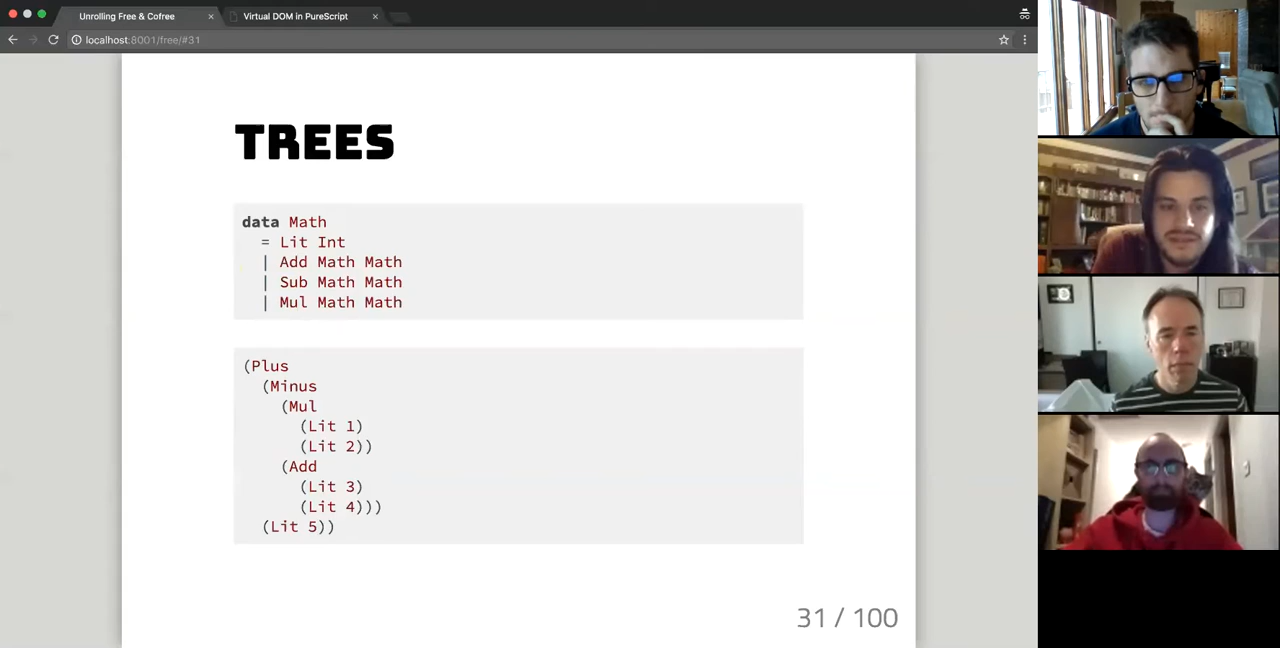 Unrolling Free & Cofree
Virtual DOM in PureScript
localhost:8001/free/#31
TREES
data Math
  = Lit Int
  | Add Math Math
  | Sub Math Math
  | Mul Math Math
(Plus
  (Minus
    (Mul
      (Lit 1)
      (Lit 2))
    (Add
      (Lit 3)
      (Lit 4)))
  (Lit 5))
31 / 100